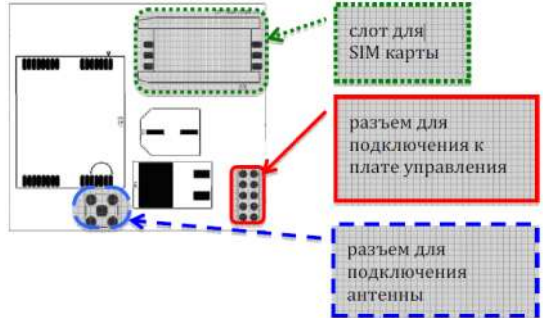 слот для
SIM карты
разъем для
подключения к
плате управления
разъем для
подключения
антенны